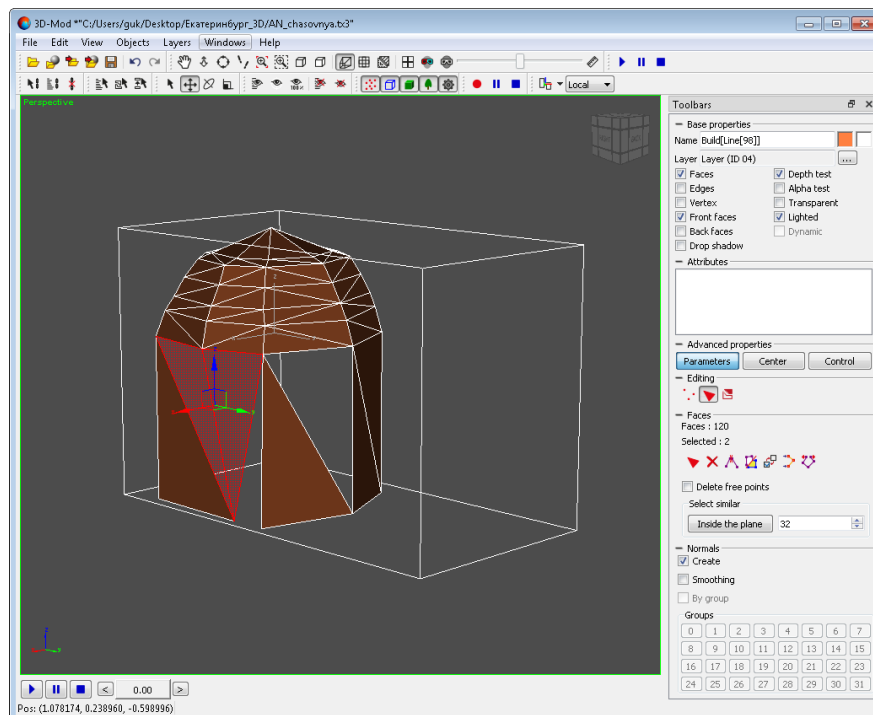 3D-Mod *"C:/Users/guk/Desktop/Екатеринбург_3D/AN_chasovnya.tx3"
File Edit View Objects Layers Windows Help
100%
Local
Perspective
Toolbars
Base properties
Name Build[Line[98]]
Layer Layer (ID 04) ...
Faces Depth test
Edges Alpha test
Vertex Transparent
Front faces Lighted
Back faces Dynamic
Drop shadow
Attributes
Advanced properties
Parameters Center Control
Editing
Faces
Faces : 120
Selected : 2
Delete free points
Select similar
Inside the plane 32
Normals
Create
Smoothing
By group
Groups
0 1 2 3 4 5 6 7
8 9 10 11 12 13 14 15
16 17 18 19 20 21 22 23
24 25 26 27 28 29 30 31
< 0.00 >
Pos: (1.078174, 0.238960, -0.598996)